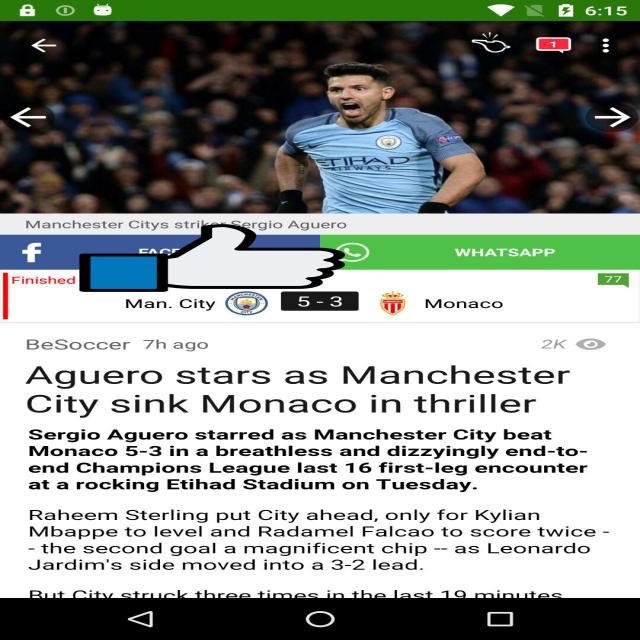 6:15
1
ETIHAD
AIRWAYS
Manchester Citys striker Sergio Aguero
WHATSAPP
Finished
77
Man. City
5 - 3
Monaco
BeSoccer 7h ago
2K
Aguero stars as Manchester
City sink Monaco in thriller
Sergio Aguero starred as Manchester City beat
Monaco 5-3 in a breathless and dizzyingly end-to-
end Champions League last 16 first-leg encounter
at a rocking Etihad Stadium on Tuesday.
Raheem Sterling put City ahead, only for Kylian
Mbappe to level and Radamel Falcao to score twice -
- the second goal a magnificent chip -- as Leonardo
Jardim's side moved into a 3-2 lead.
But City struck three times in the last 19 minutes